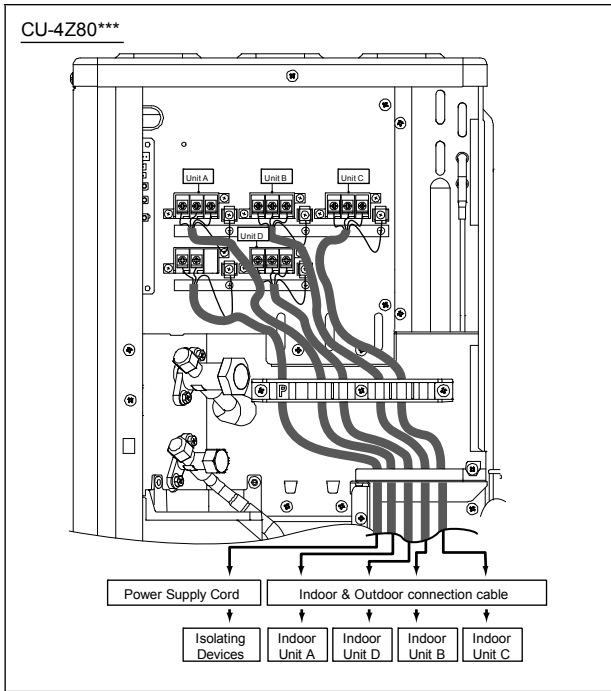 CU-4Z80***
Unit A
Unit B
Unit C
Unit D
P
Power Supply Cord
Indoor & Outdoor connection cable
Isolating
Devices
Indoor
Unit A
Indoor
Unit D
Indoor
Unit B
Indoor
Unit C